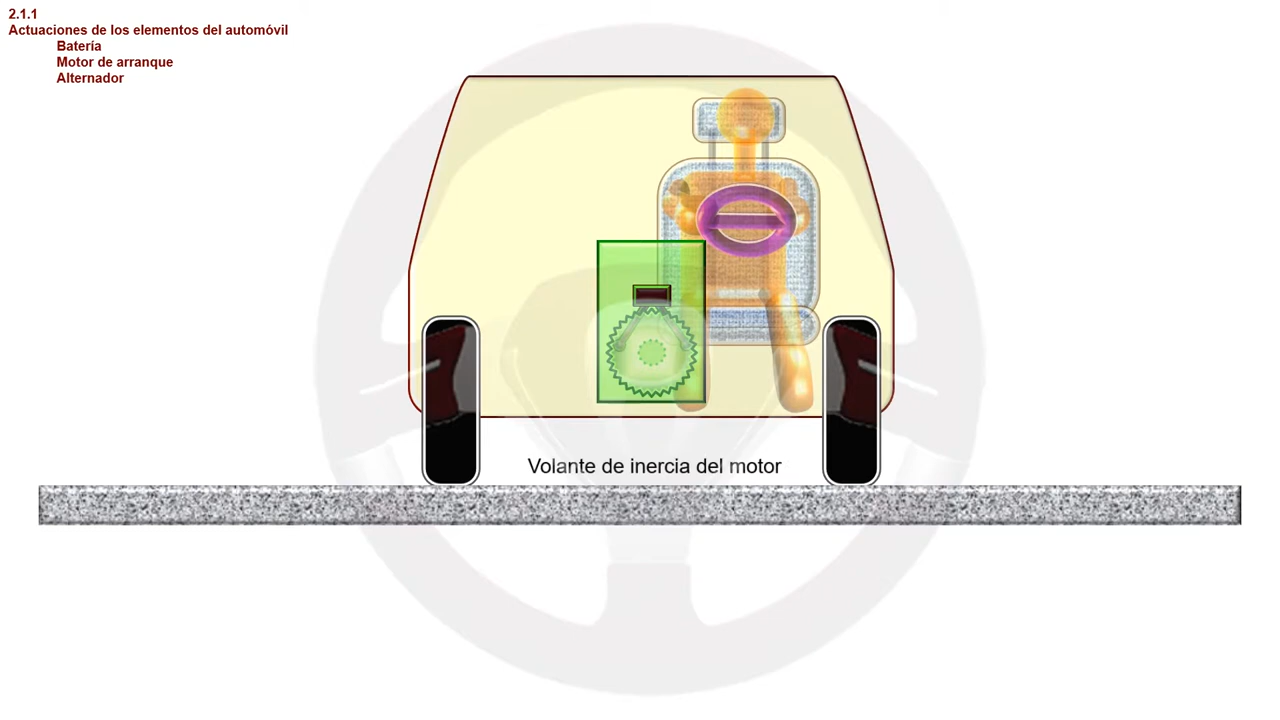 2.1.1
Actuaciones de los elementos del automóvil
Batería
Motor de arranque
Alternador
Volante de inercia del motor